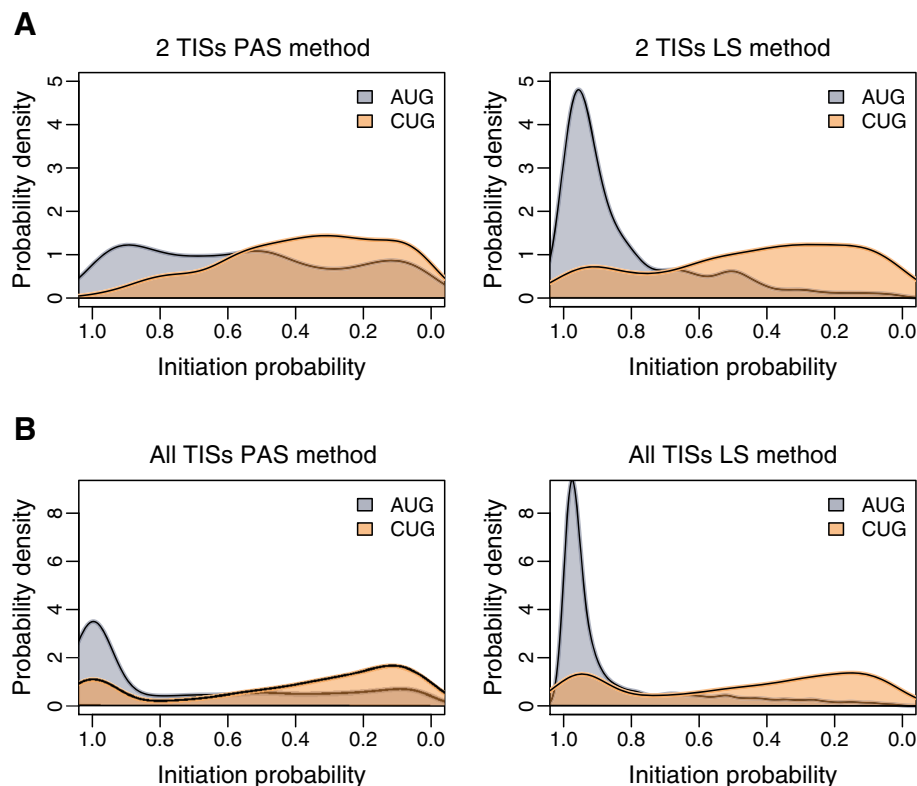 A
2 TISs PAS method
Probability density
5
4
3
2
1
0
AUG
CUG
1.0 0.8 0.6 0.4 0.2 0.0
Initiation probability
2 TISs LS method
Probability density
5
4
3
2
1
0
AUG
CUG
1.0 0.8 0.6 0.4 0.2 0.0
Initiation probability
B
All TISs PAS method
Probability density
8
6
4
2
0
AUG
CUG
1.0 0.8 0.6 0.4 0.2 0.0
Initiation probability
All TISs LS method
Probability density
8
6
4
2
0
AUG
CUG
1.0 0.8 0.6 0.4 0.2 0.0
Initiation probability